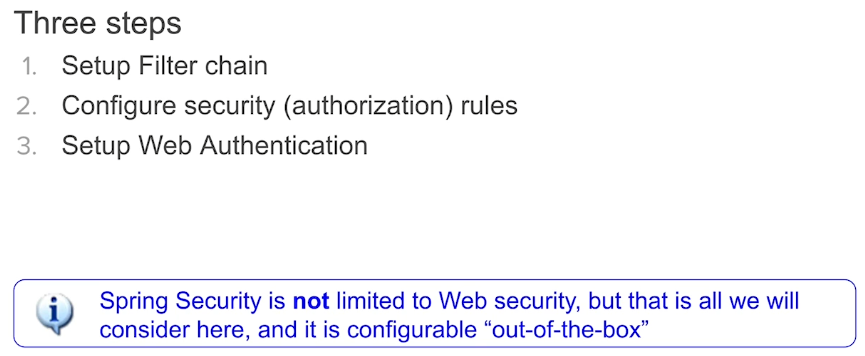 Three steps
1. Setup Filter chain
2. Configure security (authorization) rules
3. Setup Web Authentication
Spring Security is not limited to Web security, but that is all we will
consider here, and it is configurable “out-of-the-box”